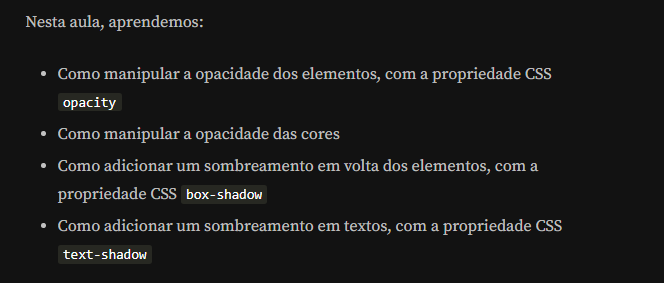 Nesta aula, aprendemos:
• Como manipular a opacidade dos elementos, com a propriedade CSS
opacity
• Como manipular a opacidade das cores
• Como adicionar um sombreamento em volta dos elementos, com a
propriedade CSS box-shadow
• Como adicionar um sombreamento em textos, com a propriedade CSS
text-shadow